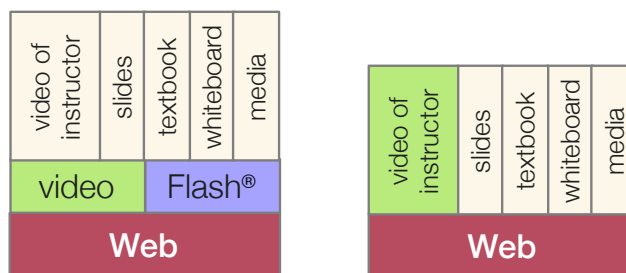 video of
instructor
slides
textbook
whiteboard
media
video
Flash®
Web
video of
instructor
slides
textbook
whiteboard
media
Web